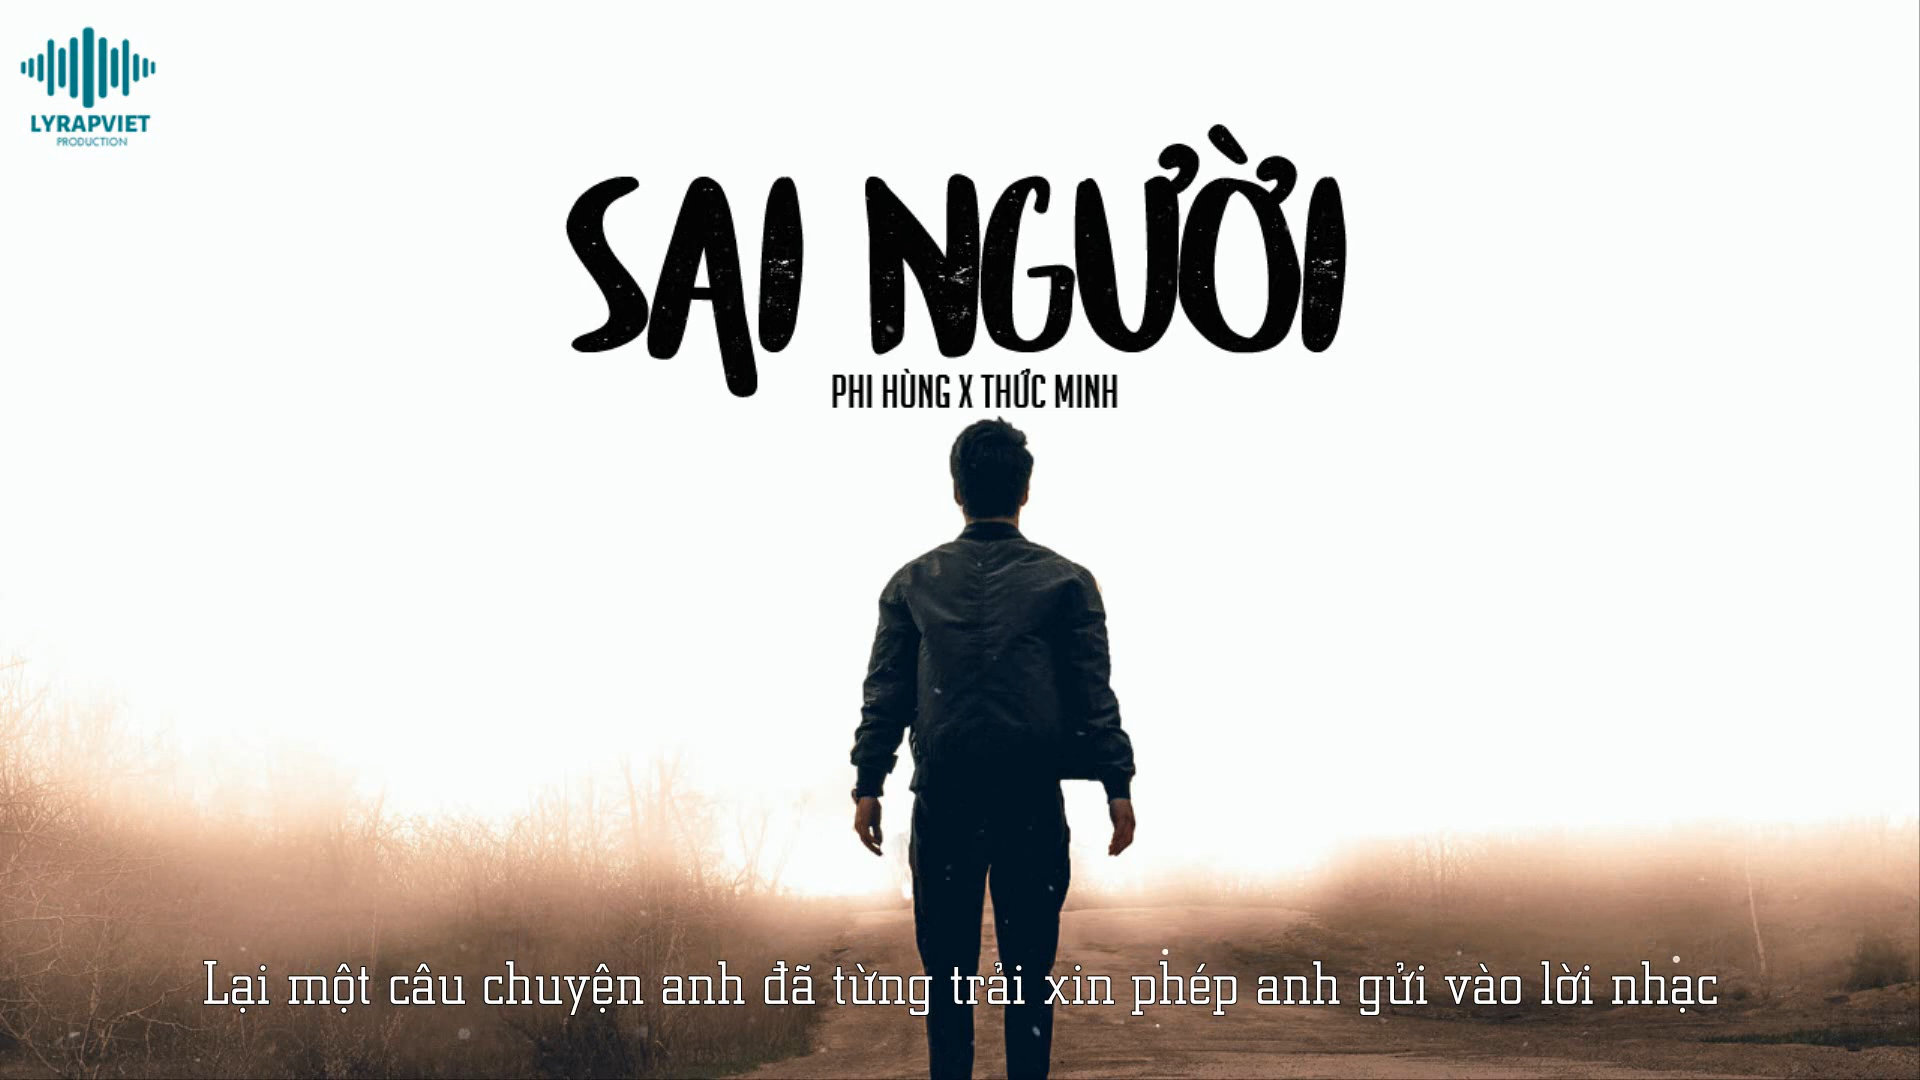 LYRAPVIET
PRODUCTION
SAI NGƯỜI
PHI HÙNG X THỨC MINH
Lại một câu chuyện anh đã từng trải xin phép anh gửi vào lời nhạc